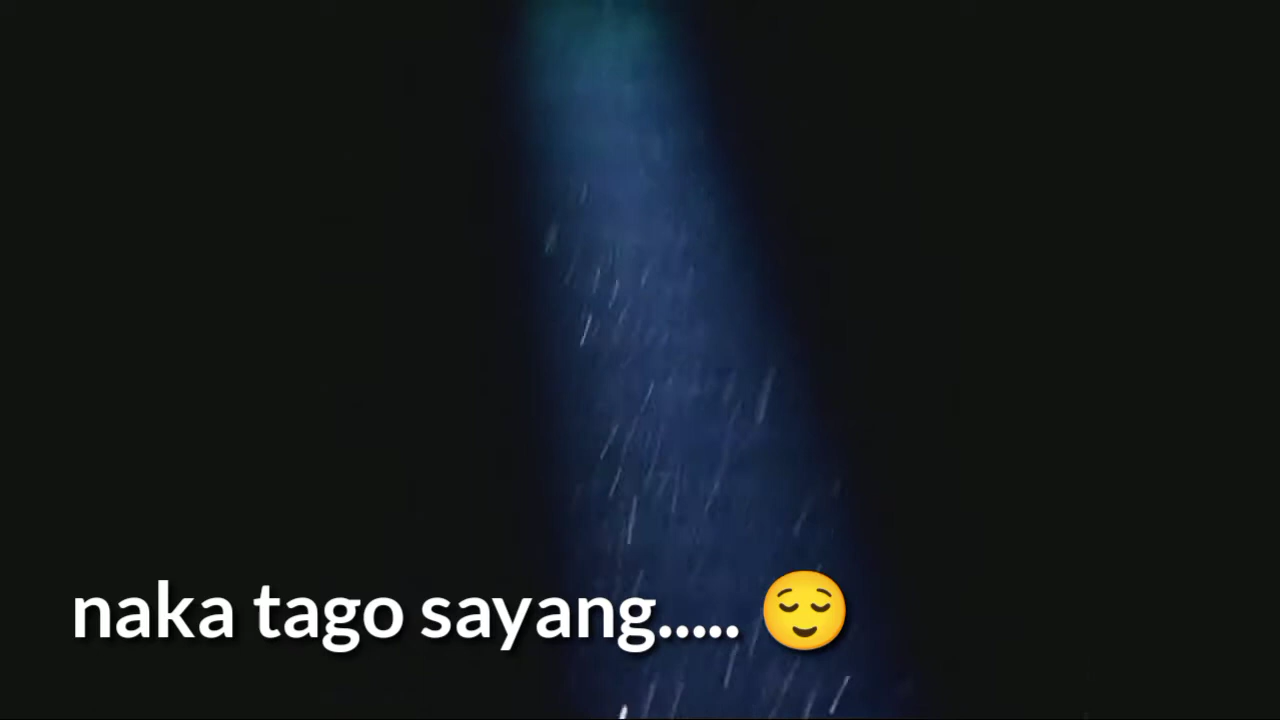 naka tago sayang..... 😌